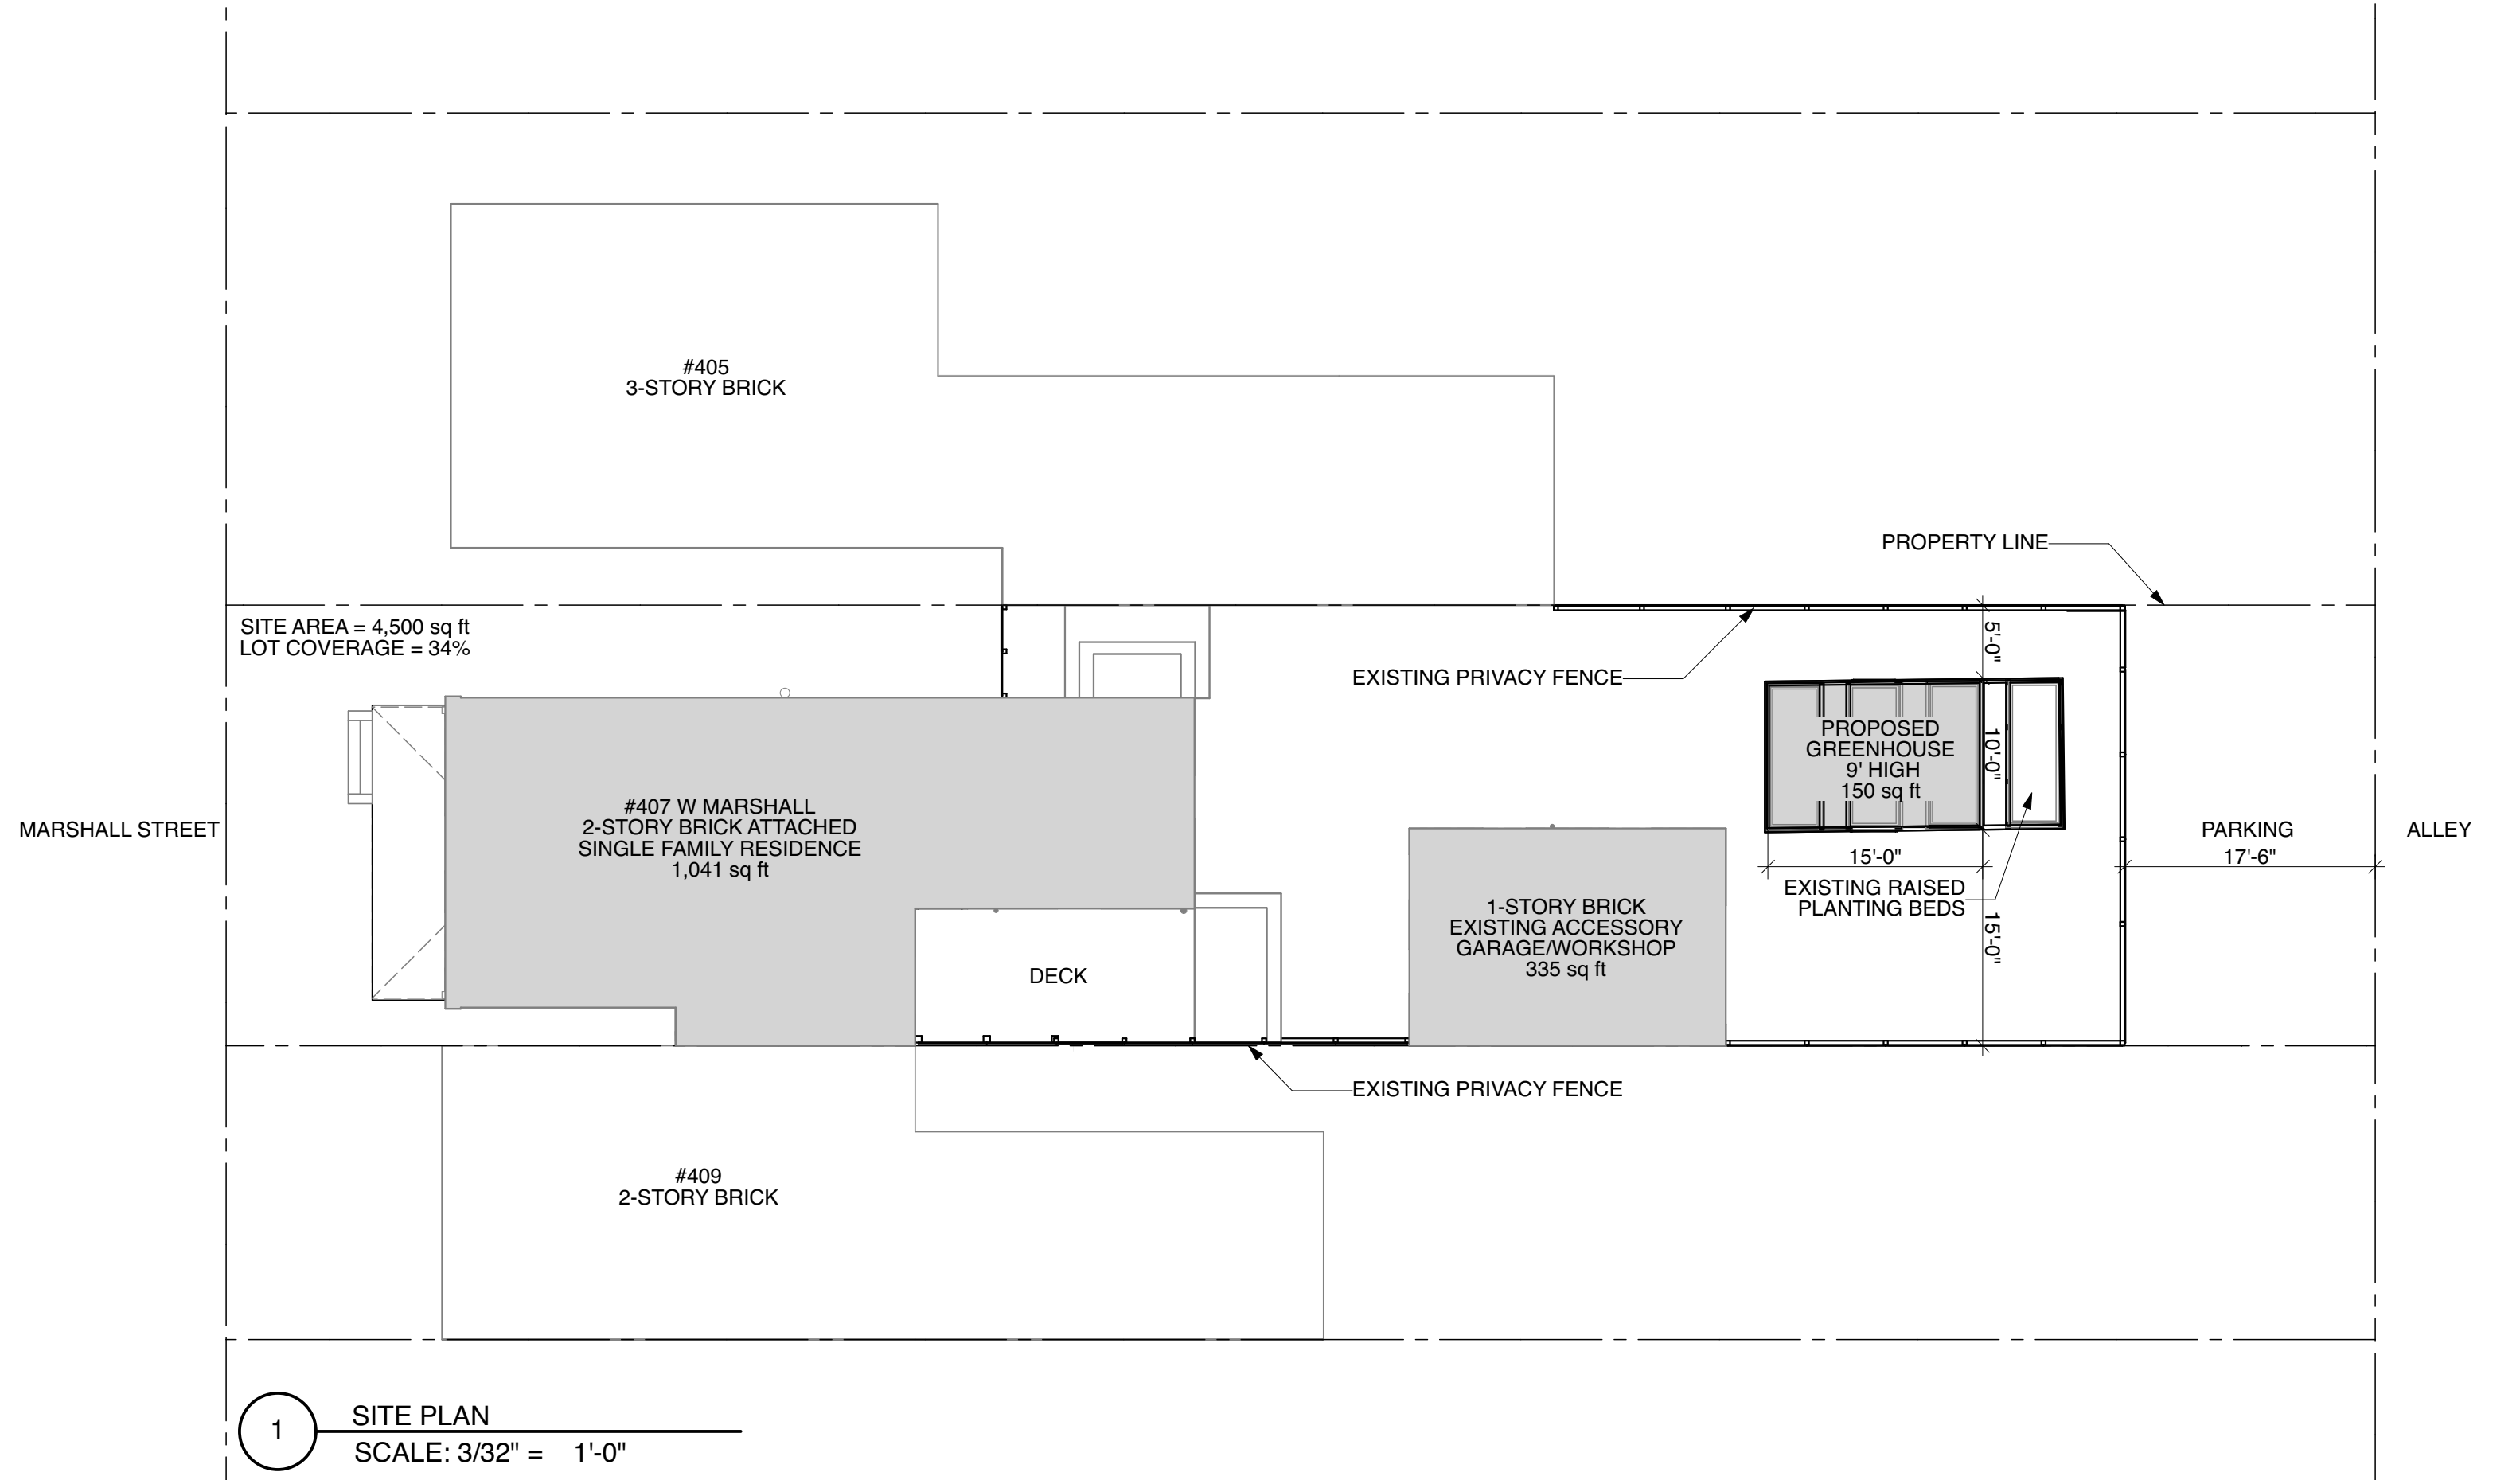 #405
3-STORY BRICK
PROPERTY LINE
SITE AREA = 4,500 sq ft
LOT COVERAGE = 34%
5'-0"
EXISTING PRIVACY FENCE
PROPOSED
GREENHOUSE
9' HIGH
150 sq ft
10'-0"
MARSHALL STREET
#407 W MARSHALL
2-STORY BRICK ATTACHED
SINGLE FAMILY RESIDENCE
1,041 sq ft
PARKING
17'-6"
ALLEY
15'-0"
EXISTING RAISED
PLANTING BEDS
15'-0"
1-STORY BRICK
EXISTING ACCESSORY
GARAGE/WORKSHOP
335 sq ft
DECK
EXISTING PRIVACY FENCE
#409
2-STORY BRICK
1
SITE PLAN
SCALE: 3/32" = 1'-0"